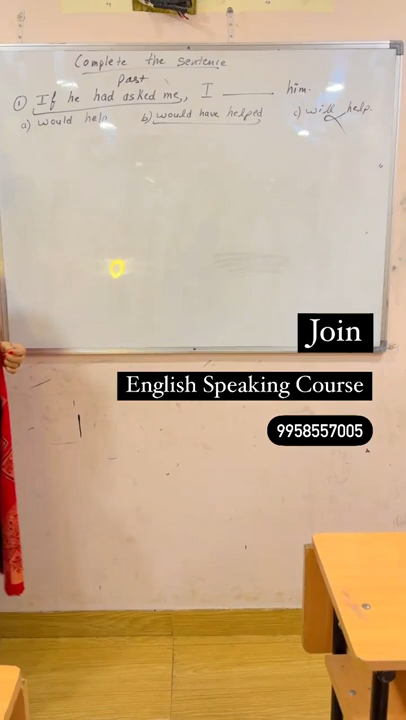 Complete the sentence
past
① If he had asked me, I ______ him.
a) would help b) would have helped c) will help.
Join
English Speaking Course
9958557005